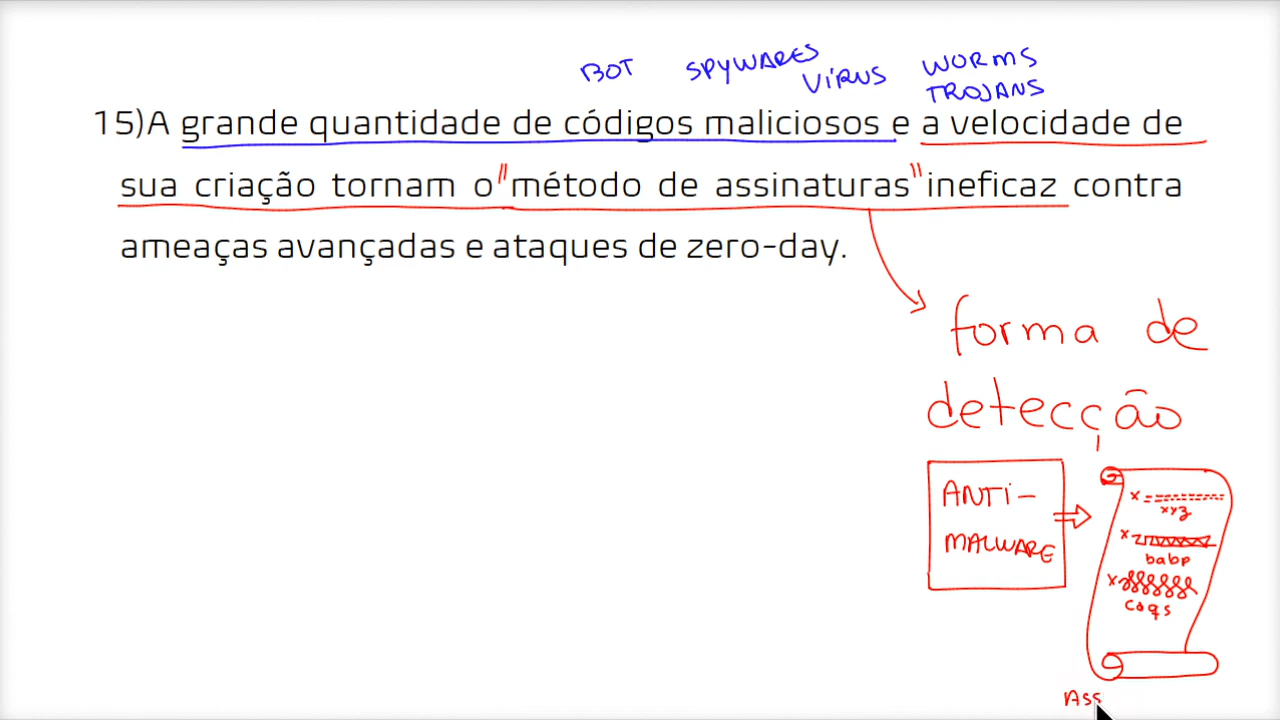 BOT SPYWARES VÍRUS WORMS
TROJANS
15)A grande quantidade de códigos maliciosos e a velocidade de
sua criação tornam o "método de assinaturas" ineficaz contra
ameaças avançadas e ataques de zero-day.
forma de
detecção
ANTI-
MALWARE
xyz
babp
coqs
ASS